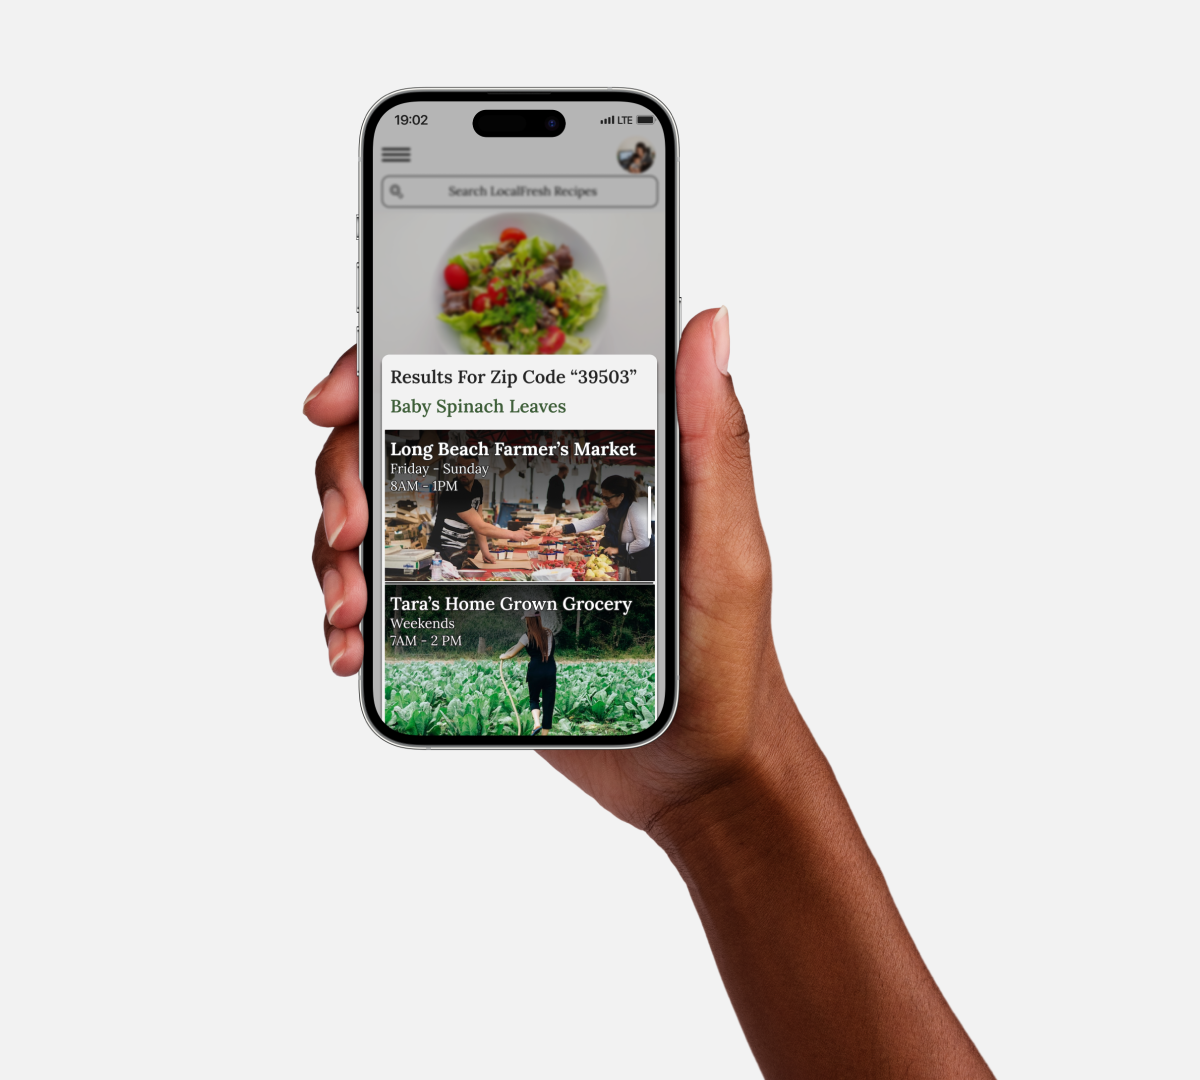 19:02
LTE
Search LocalFresh Recipes
Results For Zip Code “39503”
Baby Spinach Leaves
Long Beach Farmer’s Market
Friday - Sunday
8AM - 1PM
Tara’s Home Grown Grocery
Weekends
7AM - 2 PM